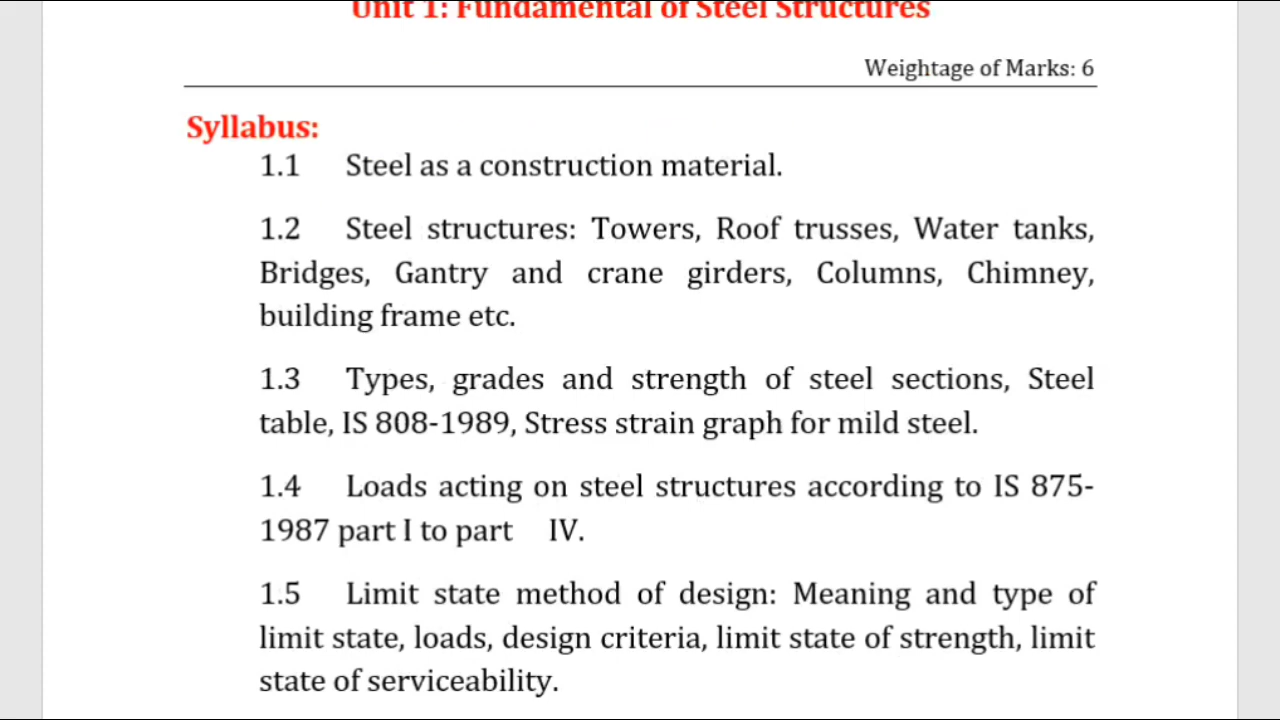 Unit 1: Fundamental of Steel Structures
Weightage of Marks: 6
Syllabus:
1.1 Steel as a construction material.
1.2 Steel structures: Towers, Roof trusses, Water tanks,
Bridges, Gantry and crane girders, Columns, Chimney,
building frame etc.
1.3 Types, grades and strength of steel sections, Steel
table, IS 808-1989, Stress strain graph for mild steel.
1.4 Loads acting on steel structures according to IS 875-
1987 part I to part IV.
1.5 Limit state method of design: Meaning and type of
limit state, loads, design criteria, limit state of strength, limit
state of serviceability.